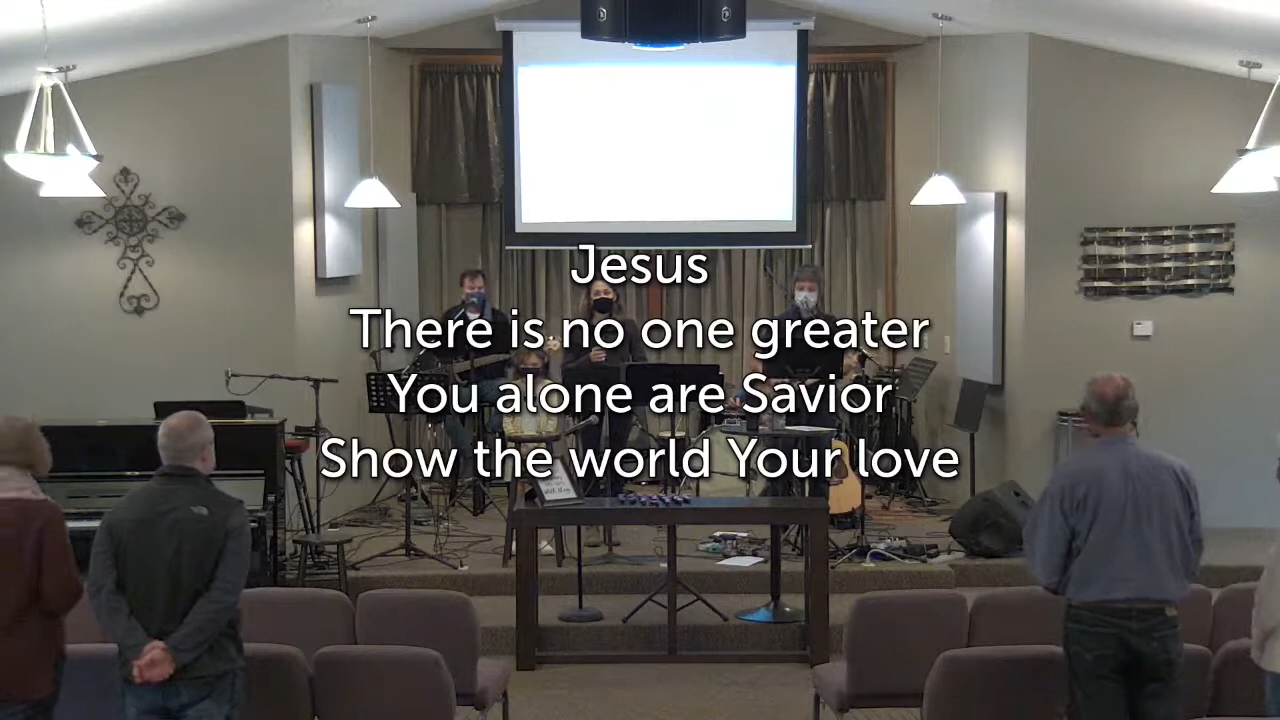 Jesus
There is no one greater
You alone are Savior
Show the world Your love